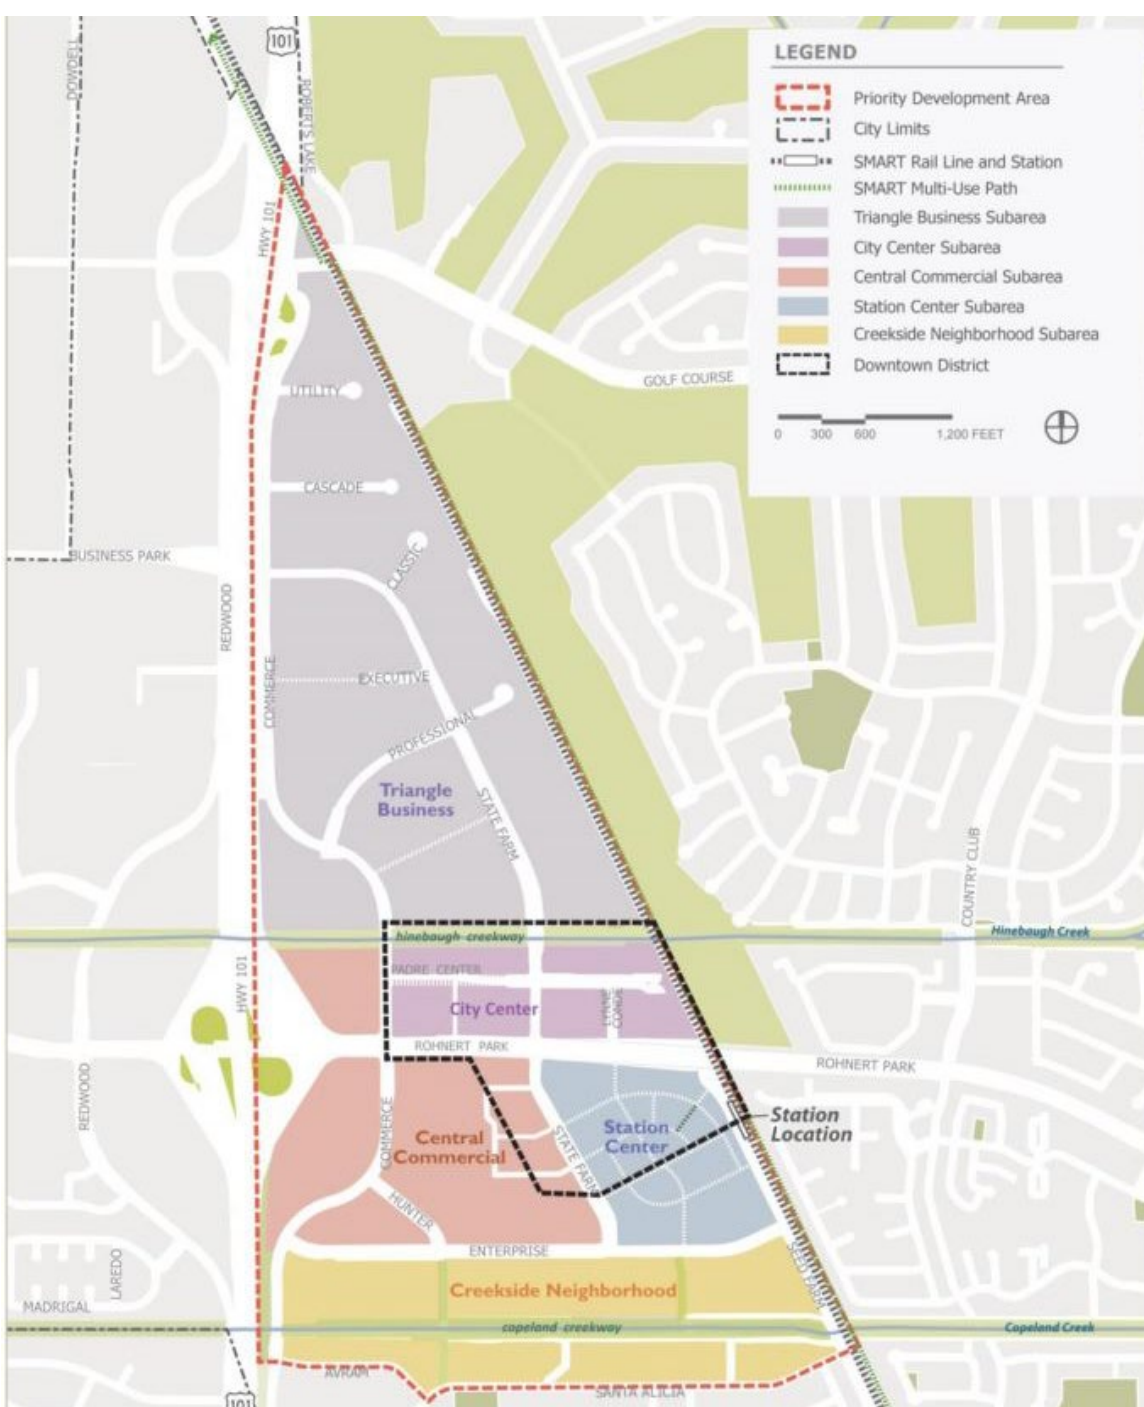 DOWDELL
101
ROBERTS LAKE
HWY 101
LEGEND
Priority Development Area
City Limits
SMART Rail Line and Station
SMART Multi-Use Path
Triangle Business Subarea
City Center Subarea
Central Commercial Subarea
Station Center Subarea
Creekside Neighborhood Subarea
Downtown District
0 300 600 1,200 FEET
GOLF COURSE
UTILITY
CASCADE
CLASSIC
BUSINESS PARK
REDWOOD
COMMERCE
EXECUTIVE
PROFESSIONAL
Triangle
Business
STATE FARM
COUNTRY CLUB
hinebaugh creekway
Hinebaugh Creek
PADRE CENTER
HWY 101
City Center
LYNNE
CONDE
ROHNERT PARK
ROHNERT PARK
REDWOOD
COMMERCE
Central
Commercial
STATE FARM
Station
Center
Station
Location
HUNTER
ENTERPRISE
SEED FARM
LAREDO
MADRIGAL
Creekside Neighborhood
copeland creekway
Copeland Creek
AVRAM
SANTA ALICIA
101